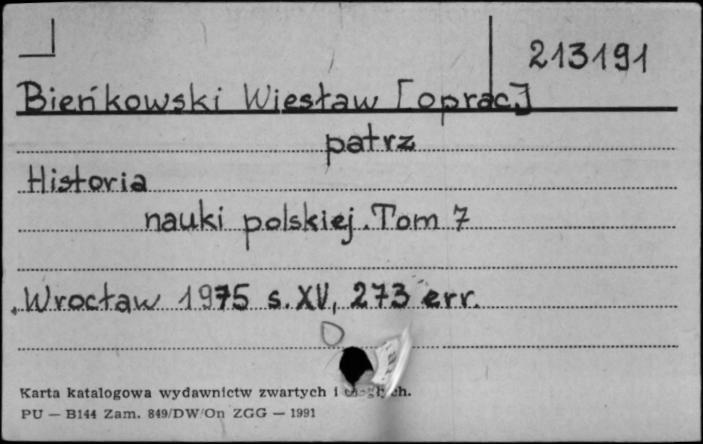 213191
Bieńkowski Wiesław [oprac.]
patrz
Historia
nauki polskiej. Tom 7
Wrocław 1975 s. XV, 273 err.
Karta katalogowa wydawnictw zwartych i
PU — B144 Zam. 849/DW/On ZGG — 1991